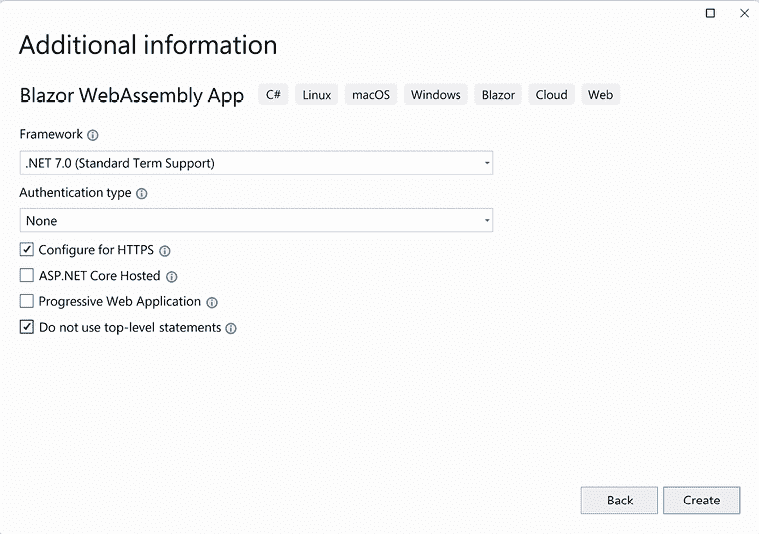 Additional information
Blazor WebAssembly App C# Linux macOS Windows Blazor Cloud Web
Framework
.NET 7.0 (Standard Term Support)
Authentication type
None
Configure for HTTPS
ASP.NET Core Hosted
Progressive Web Application
Do not use top-level statements
Back Create